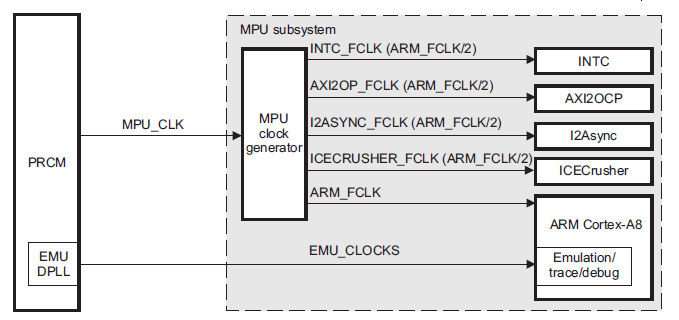 MPU subsystem
INTC_FCLK (ARM_FCLK/2)
INTC
AXI2OP_FCLK (ARM_FCLK/2)
AXI2OCP
MPU_CLK
MPU
clock
generator
I2ASYNC_FCLK (ARM_FCLK/2)
I2Async
PRCM
ICECRUSHER_FCLK (ARM_FCLK/2)
ICECrusher
ARM_FCLK
ARM Cortex-A8
EMU
DPLL
EMU_CLOCKS
Emulation/
trace/debug